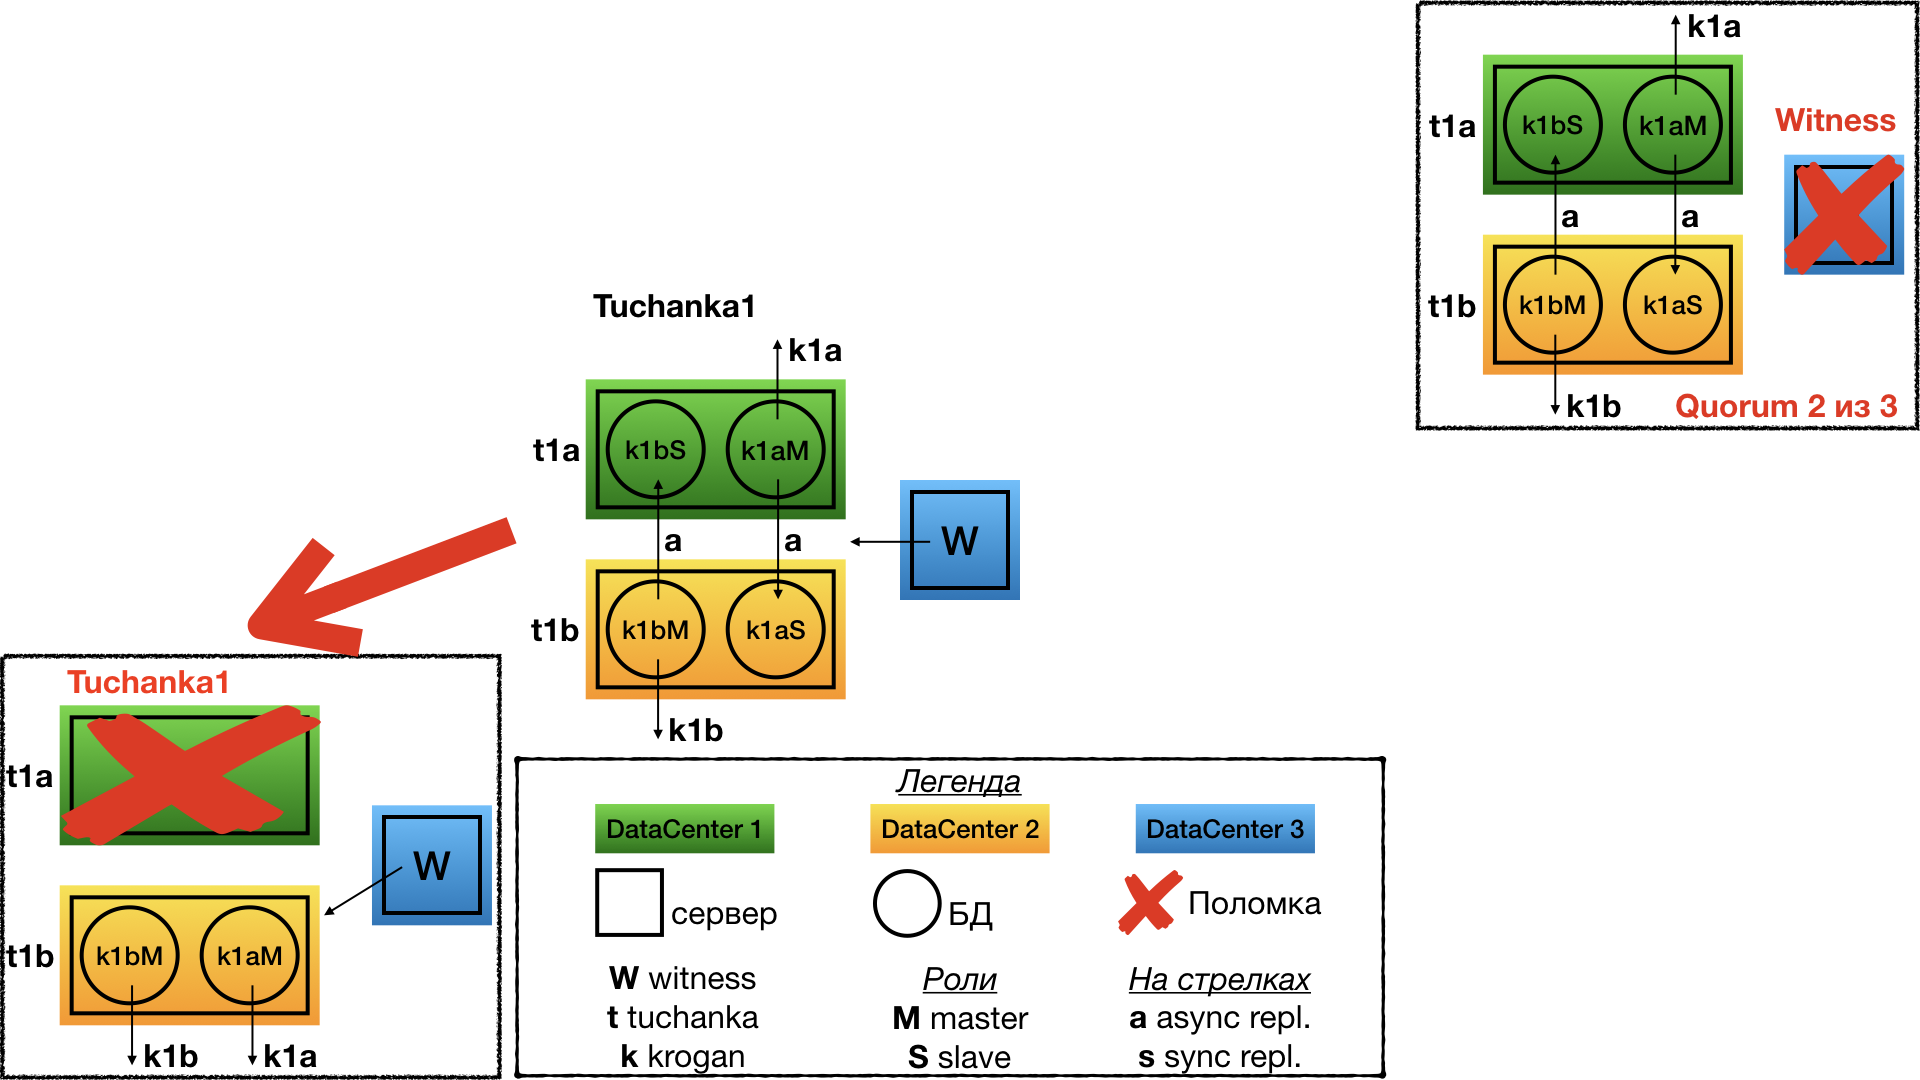 k1a
k1bS k1aM
t1a
Witness
a a
k1bM k1aS
t1b
k1b
Quorum 2 из 3
Tuchanka1
k1a
t1a
k1bS k1aM
a a
W
t1b
k1bM k1aS
k1b
Tuchanka1
t1a
W
t1b
k1bM k1aM
k1b k1a
Легенда
DataCenter 1 DataCenter 2 DataCenter 3
сервер БД Поломка
W witness Роли На стрелках
t tuchanka M master a async repl.
k krogan S slave s sync repl.